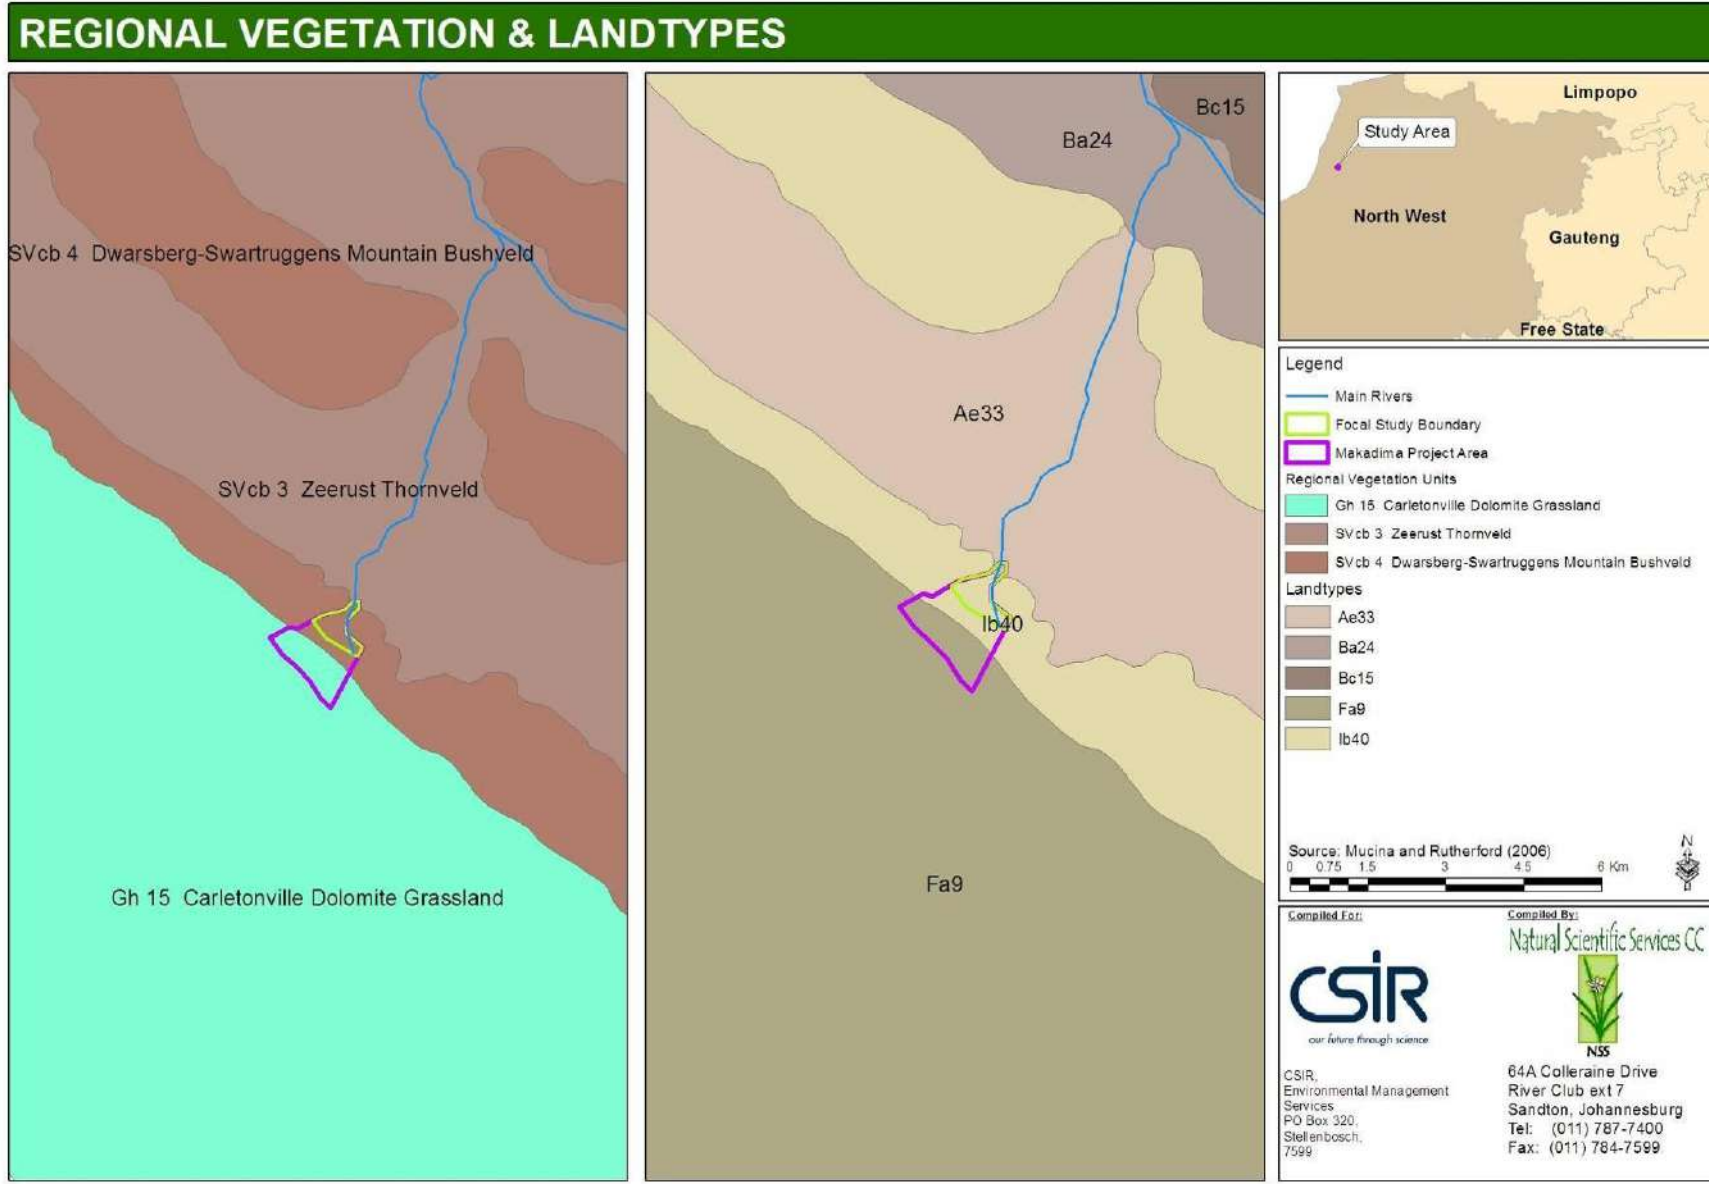 REGIONAL VEGETATION & LANDTYPES
SVcb 4 Dwarsberg-Swartruggens Mountain Bushveld
SVcb 3 Zeerust Thornveld
Gh 15 Carletonville Dolomite Grassland
Bc15
Ba24
Ae33
Ib40
Fa9
Limpopo
Study Area
North West
Gauteng
Free State
Legend
Main Rivers
Focal Study Boundary
Makadima Project Area
Regional Vegetation Units
Gh 15 Carletonville Dolomite Grassland
SVcb 3 Zeerust Thornveld
SVcb 4 Dwarsberg-Swartruggens Mountain Bushveld
Landtypes
Ae33
Ba24
Bc15
Fa9
Ib40
Source: Mucina and Rutherford (2006)
0 0.75 1.5 3 4.5 6 Km
N
Compiled For:
CSIR
our future through science
CSIR,
Environmental Management
Services
PO Box 320,
Stellenbosch,
7599
Compiled By:
Natural Scientific Services CC
NSS
64A Colleraine Drive
River Club ext 7
Sandton, Johannesburg
Tel: (011) 787-7400
Fax: (011) 784-7599